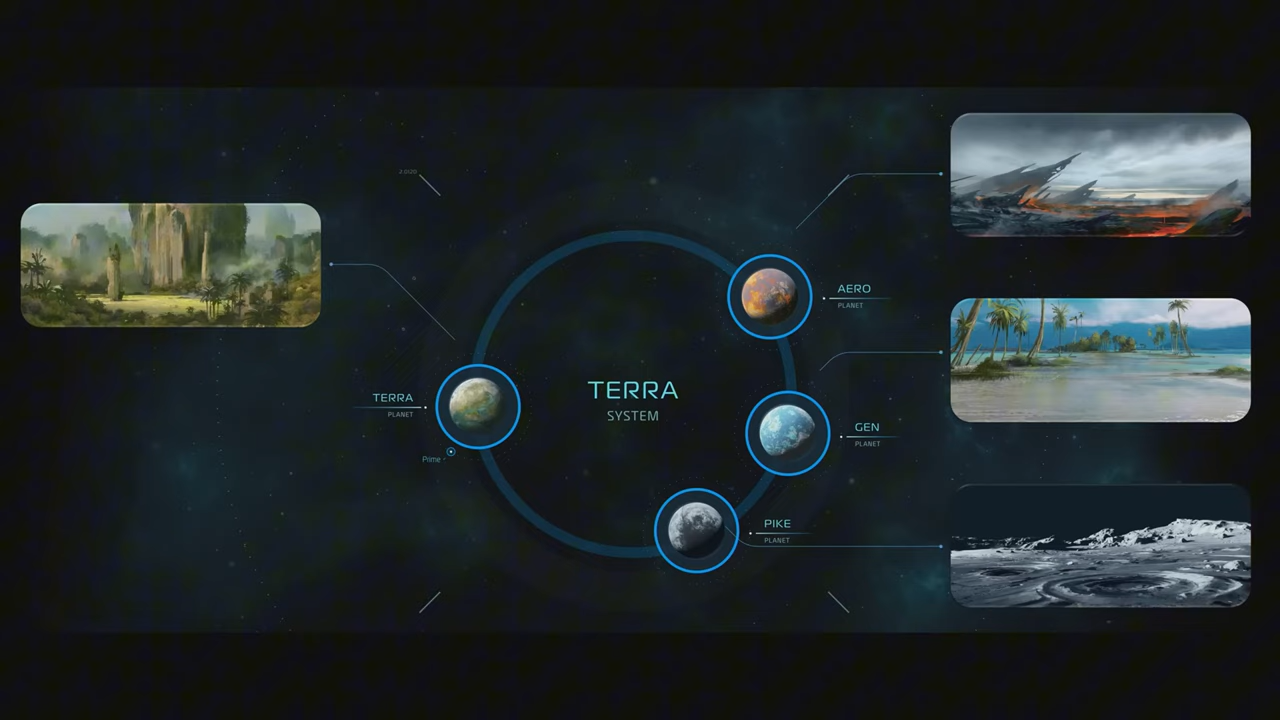 AERO
PLANET
TERRA
SYSTEM
TERRA
PLANET
GEN
PLANET
Prime
PIKE
PLANET